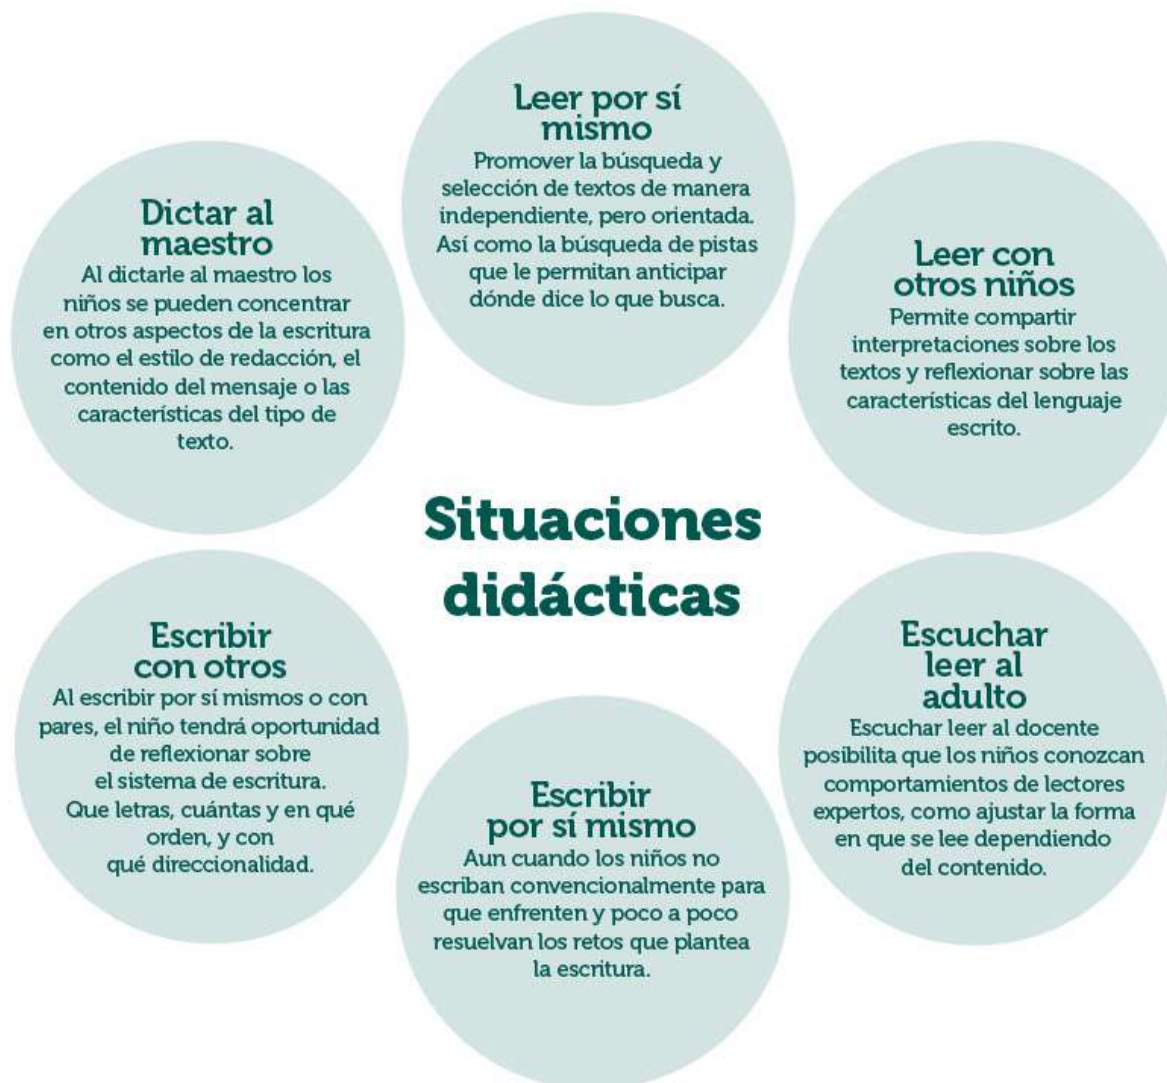 Leer por sí
mismo
Promover la búsqueda y
selección de textos de manera
independiente, pero orientada.
Así como la búsqueda de pistas
que le permitan anticipar
dónde dice lo que busca.
Dictar al
maestro
Al dictarle al maestro los
niños se pueden concentrar
en otros aspectos de la escritura
como el estilo de redacción, el
contenido del mensaje o las
características del tipo de
texto.
Leer con
otros niños
Permite compartir
interpretaciones sobre los
textos y reflexionar sobre las
características del lenguaje
escrito.
Situaciones
didácticas
Escribir
con otros
Al escribir por sí mismos o con
pares, el niño tendrá oportunidad
de reflexionar sobre
el sistema de escritura.
Que letras, cuántas y en qué
orden, y con
qué direccionalidad.
Escribir
por sí mismo
Aun cuando los niños no
escriban convencionalmente para
que enfrenten y poco a poco
resuelvan los retos que plantea
la escritura.
Escuchar
leer al
adulto
Escuchar leer al docente
posibilita que los niños conozcan
comportamientos de lectores
expertos, como ajustar la forma
en que se lee dependiendo
del contenido.